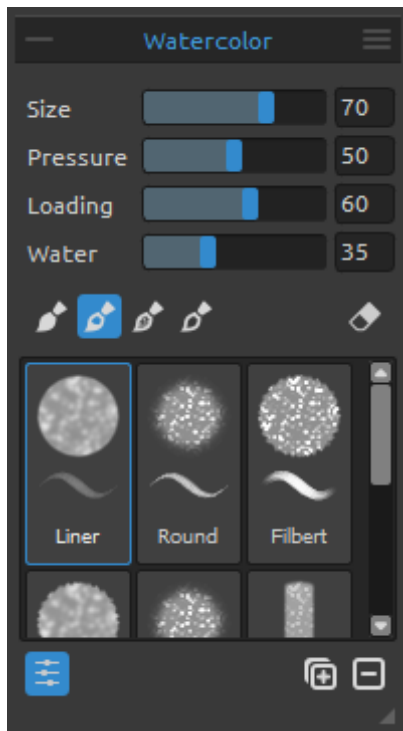 Watercolor
Size 70
Pressure 50
Loading 60
Water 35
Liner Round Filbert